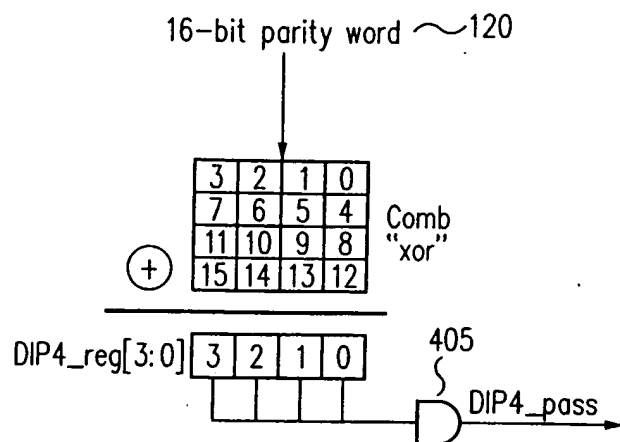 16-bit parity word 120
3 2 1 0
7 6 5 4
11 10 9 8
15 14 13 12
Comb
"xor"
+
DIP4_reg[3:0] 3 2 1 0
405
DIP4_pass